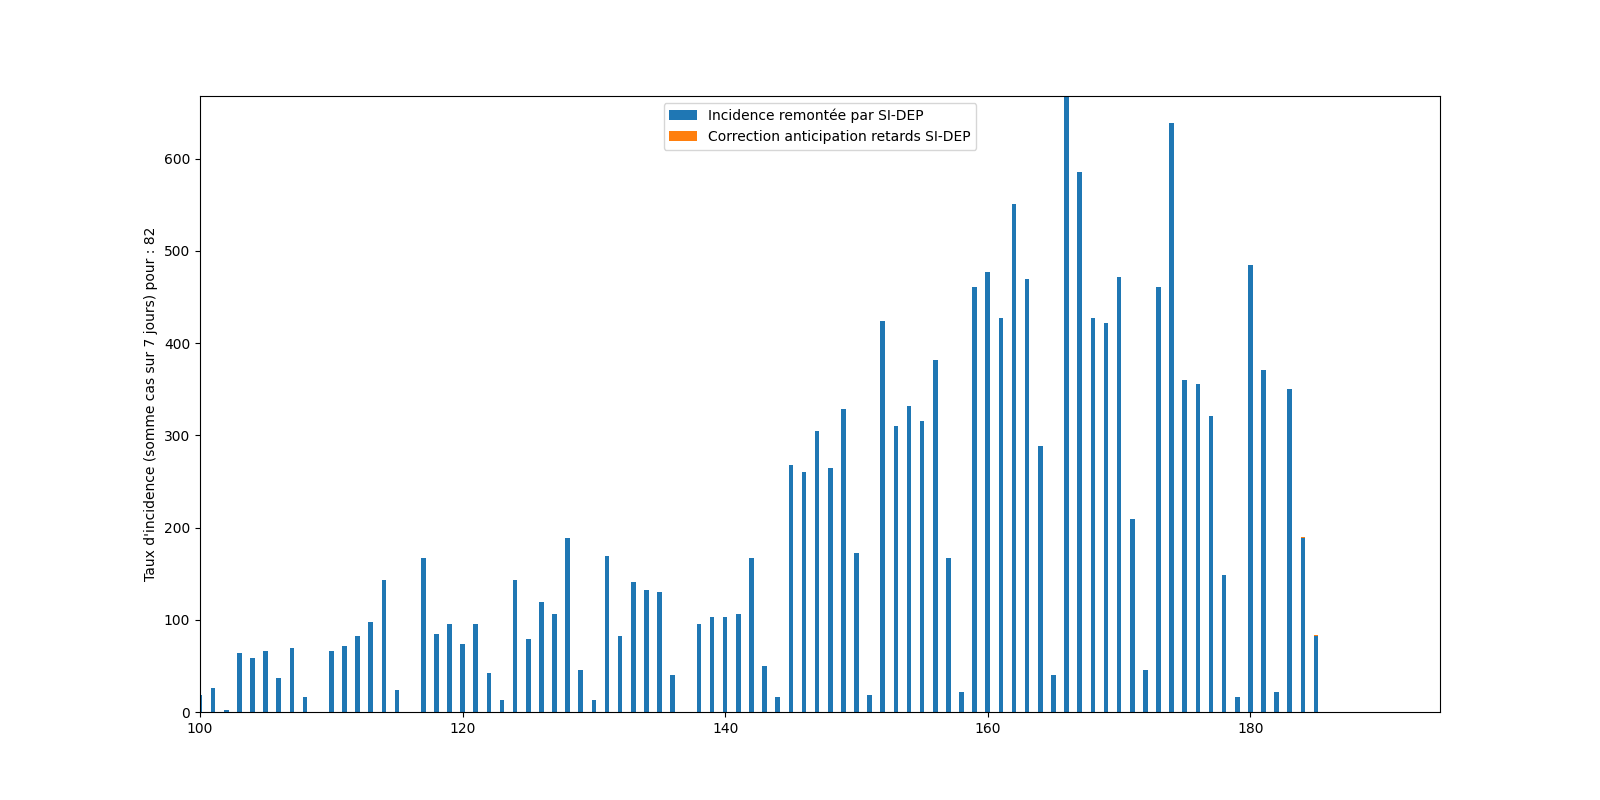 Incidence remontée par SI-DEP
Correction anticipation retards SI-DEP
Taux d'incidence (somme cas sur 7 jours) pour : 82
600
500
400
300
200
100
0
100 120 140 160 180